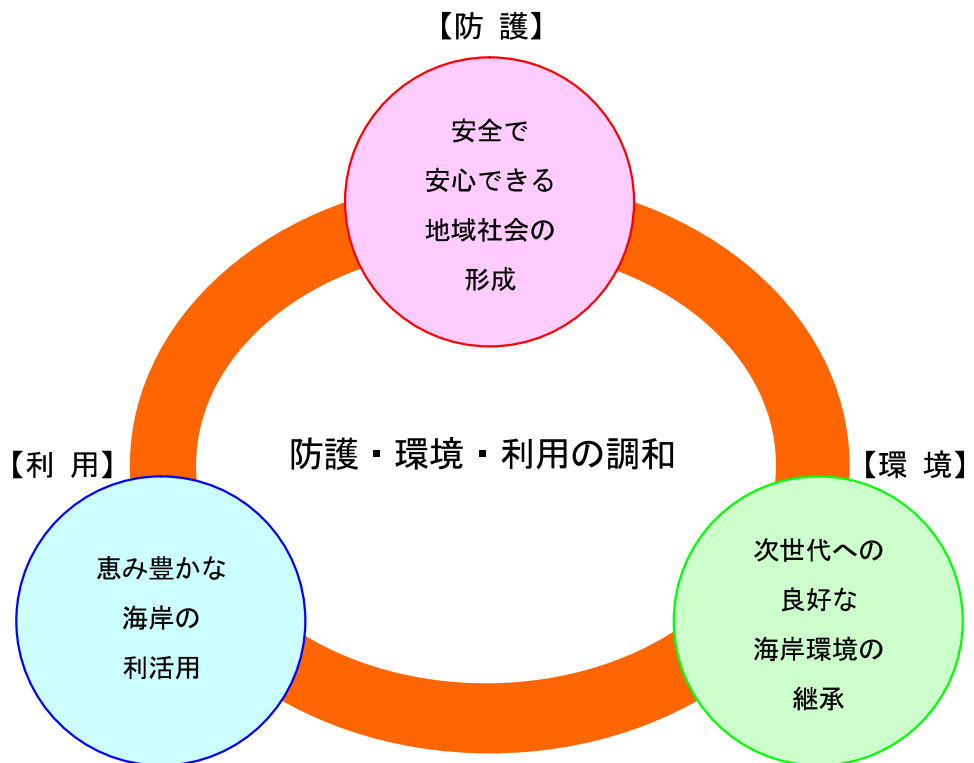 【防 護】
安全で
安心できる
地域社会の
形成
防護・環境・利用の調和
【利 用】
恵み豊かな
海岸の
利活用
【環 境】
次世代への
良好な
海岸環境の
継承